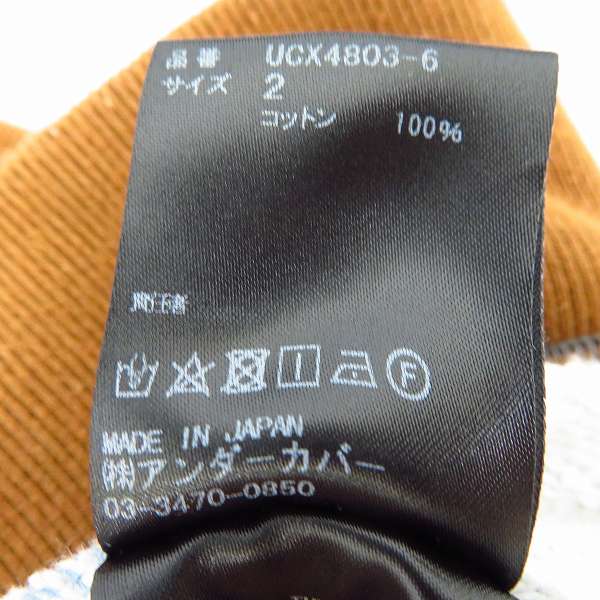 品番 UCX4803-6
サイズ 2
コットン 100%
MADE IN JAPAN
㈱アンダーカバー
03-3470-0850